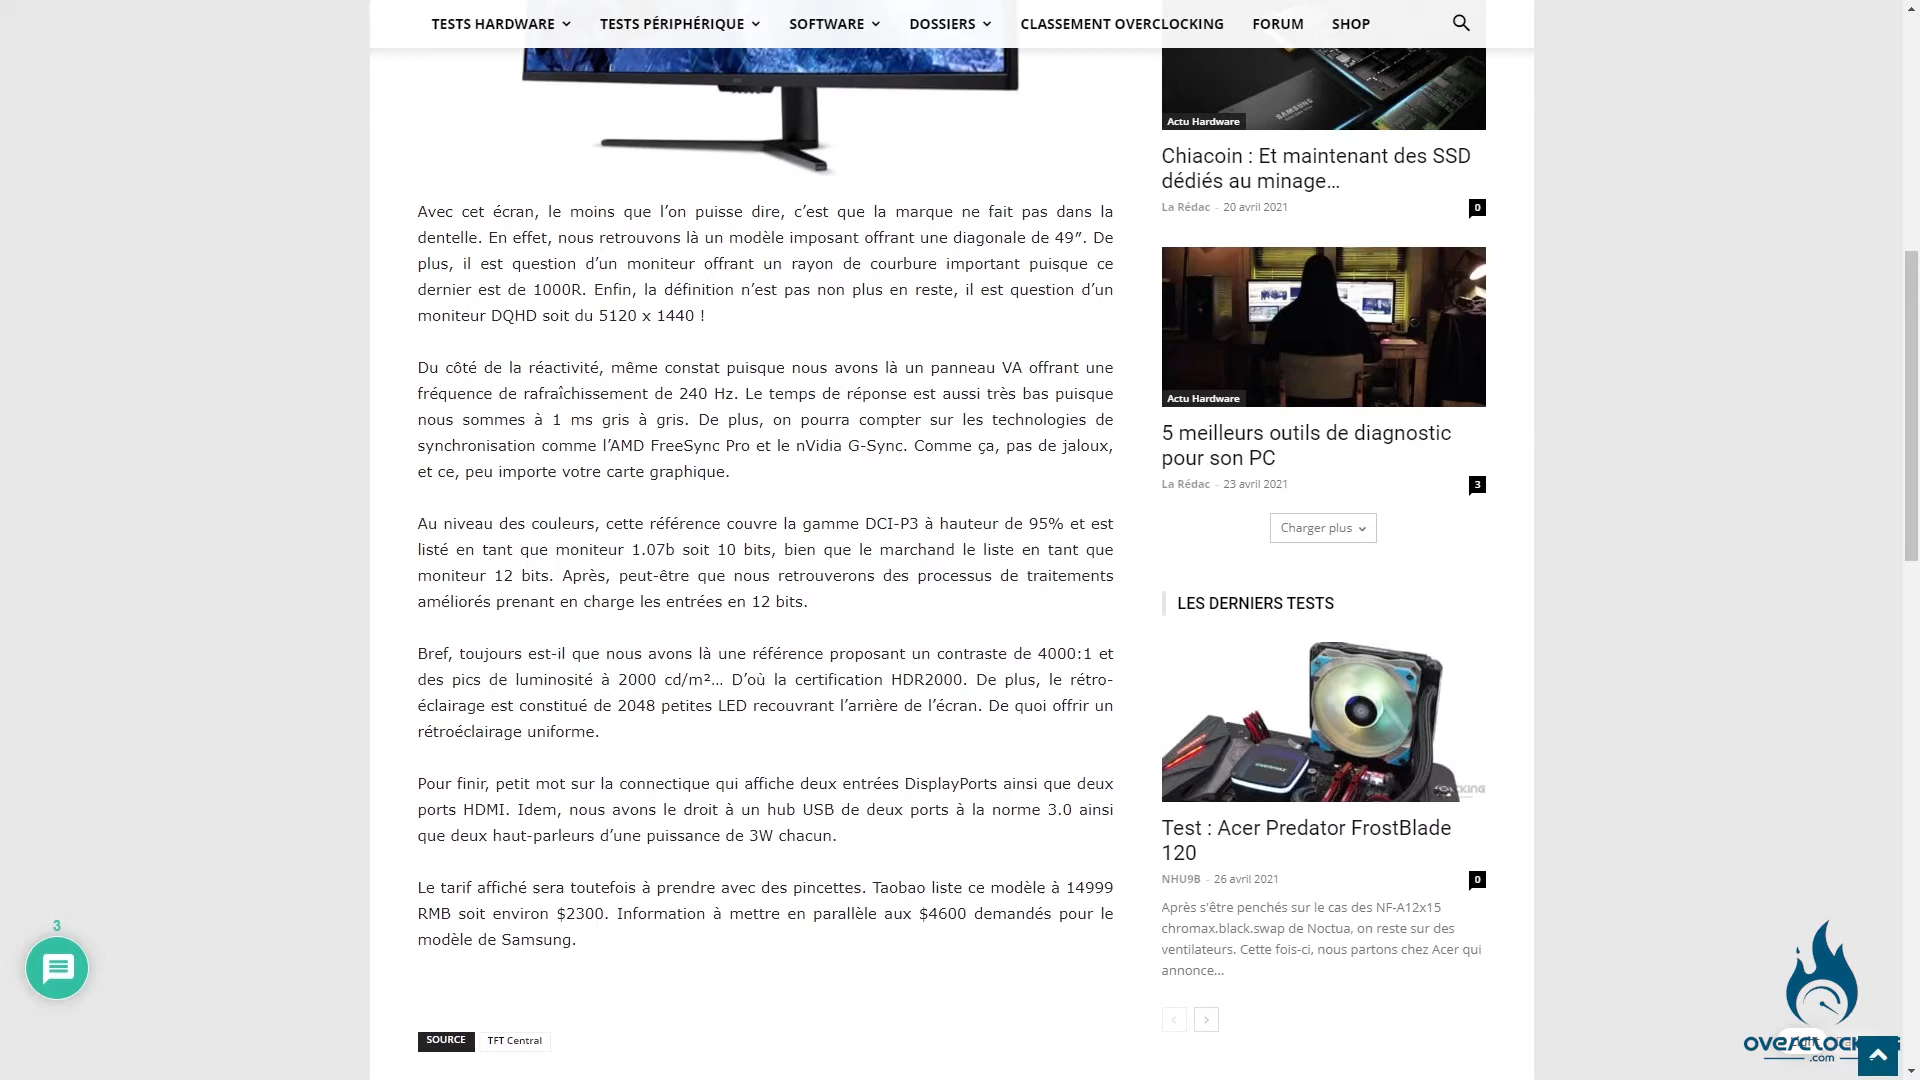 TESTS HARDWARE
TESTS PÉRIPHÉRIQUE
SOFTWARE
DOSSIERS
CLASSEMENT OVERCLOCKING
FORUM
SHOP
Avec cet écran, le moins que l’on puisse dire, c’est que la marque ne fait pas dans la
dentelle. En effet, nous retrouvons là un modèle imposant offrant une diagonale de 49″. De
plus, il est question d’un moniteur offrant un rayon de courbure important puisque ce
dernier est de 1000R. Enfin, la définition n’est pas non plus en reste, il est question d’un
moniteur DQHD soit du 5120 x 1440 !
Du côté de la réactivité, même constat puisque nous avons là un panneau VA offrant une
fréquence de rafraîchissement de 240 Hz. Le temps de réponse est aussi très bas puisque
nous sommes à 1 ms gris à gris. De plus, on pourra compter sur les technologies de
synchronisation comme l’AMD FreeSync Pro et le nVidia G-Sync. Comme ça, pas de jaloux,
et ce, peu importe votre carte graphique.
Au niveau des couleurs, cette référence couvre la gamme DCI-P3 à hauteur de 95% et est
listé en tant que moniteur 1.07b soit 10 bits, bien que le marchand le liste en tant que
moniteur 12 bits. Après, peut-être que nous retrouverons des processus de traitements
améliorés prenant en charge les entrées en 12 bits.
Bref, toujours est-il que nous avons là une référence proposant un contraste de 4000:1 et
des pics de luminosité à 2000 cd/m²… D’où la certification HDR2000. De plus, le rétro-
éclairage est constitué de 2048 petites LED recouvrant l’arrière de l’écran. De quoi offrir un
rétroéclairage uniforme.
Pour finir, petit mot sur la connectique qui affiche deux entrées DisplayPorts ainsi que deux
ports HDMI. Idem, nous avons le droit à un hub USB de deux ports à la norme 3.0 ainsi
que deux haut-parleurs d’une puissance de 3W chacun.
Le tarif affiché sera toutefois à prendre avec des pincettes. Taobao liste ce modèle à 14999
RMB soit environ $2300. Information à mettre en parallèle aux $4600 demandés pour le
modèle de Samsung.
SOURCE
TFT Central
3
SAMSUNG
Actu Hardware
Chiacoin : Et maintenant des SSD
dédiés au minage…
La Rédac - 20 avril 2021
0
Actu Hardware
5 meilleurs outils de diagnostic
pour son PC
La Rédac - 23 avril 2021
3
Charger plus
LES DERNIERS TESTS
Test : Acer Predator FrostBlade
120
NHU9B - 26 avril 2021
0
Après s'être penchés sur le cas des NF-A12x15
chromax.black.swap de Noctua, on reste sur des
ventilateurs. Cette fois-ci, nous partons chez Acer qui
annonce...
.com